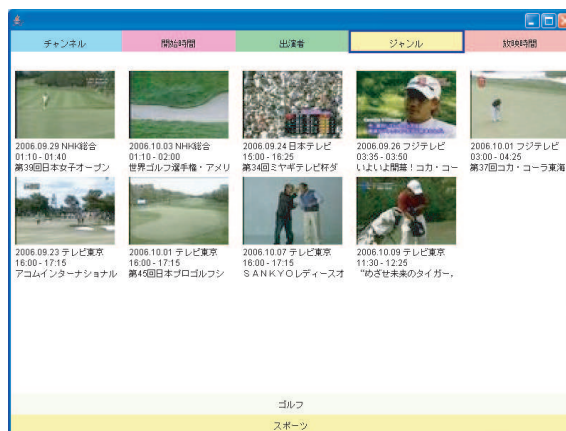 チャンネル
開始時間
出演者
ジャンル
放映時間
2006.09.29 NHK総合
01:10 - 01:40
第39回日本女子オープン
2006.10.03 NHK総合
01:10 - 02:00
世界ゴルフ選手権・アメリ
2006.09.24 日本テレビ
15:00 - 16:25
第34回ミヤギテレビ杯ダ
2006.09.26 フジテレビ
03:35 - 03:50
いよいよ開幕！コカ・コー
2006.10.01 フジテレビ
03:00 - 04:25
第37回コカ・コーラ東海
2006.09.23 テレビ東京
16:00 - 17:15
アコムインターナショナル
2006.10.01 テレビ東京
16:00 - 17:15
第45回日本プロゴルフシ
2006.10.07 テレビ東京
16:00 - 17:15
ＳＡＮＫＹＯレディースオ
2006.10.09 テレビ東京
11:30 - 12:25
“めざせ未来のタイガー．
ゴルフ
スポーツ